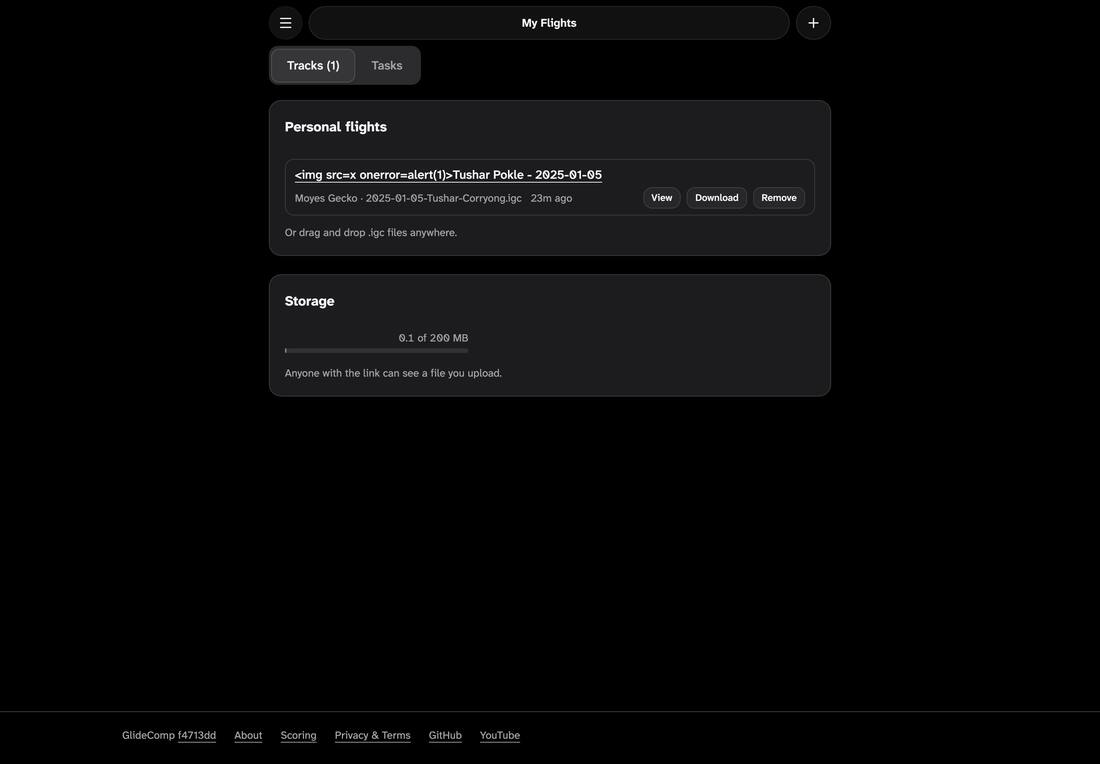 My Flights
Tracks (1) Tasks
Personal flights
<img src=x onerror=alert(1)>Tushar Pokle - 2025-01-05
Moyes Gecko · 2025-01-05-Tushar-Corryong.igc 23m ago View Download Remove
Or drag and drop .igc files anywhere.
Storage
0.1 of 200 MB
Anyone with the link can see a file you upload.
GlideComp f4713dd About Scoring Privacy & Terms GitHub YouTube